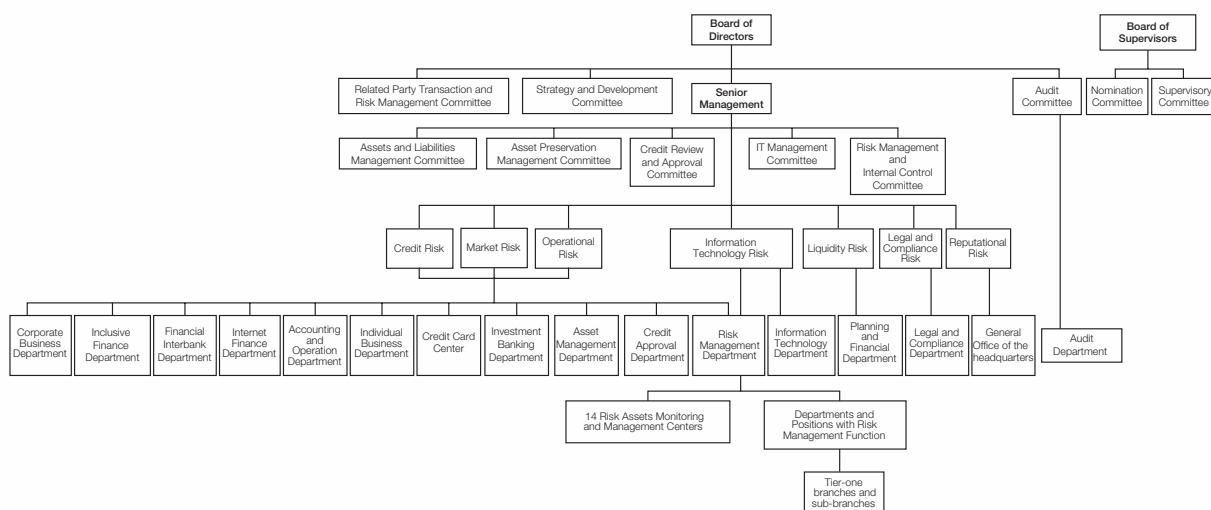 Board of
Directors
Board of
Supervisors
Related Party Transaction and
Risk Management Committee
Strategy and Development
Committee
Senior
Management
Audit
Committee
Nomination
Committee
Supervisory
Committee
Assets and Liabilities
Management Committee
Asset Preservation
Management Committee
Credit Review
and Approval
Committee
IT Management
Committee
Risk Management
and
Internal Control
Committee
Credit Risk
Market Risk
Operational
Risk
Information
Technology Risk
Liquidity Risk
Legal and
Compliance
Risk
Reputational
Risk
Corporate
Business
Department
Inclusive
Finance
Department
Financial
Interbank
Department
Internet
Finance
Department
Accounting
and
Operation
Department
Individual
Business
Department
Credit Card
Center
Investment
Banking
Department
Asset
Management
Department
Credit
Approval
Department
Risk
Management
Department
Information
Technology
Department
Planning
and
Financial
Department
Legal and
Compliance
Department
General
Office of the
headquarters
Audit
Department
14 Risk Assets Monitoring
and Management Centers
Departments and
Positions with Risk
Management Function
Tier-one
branches and
sub-branches